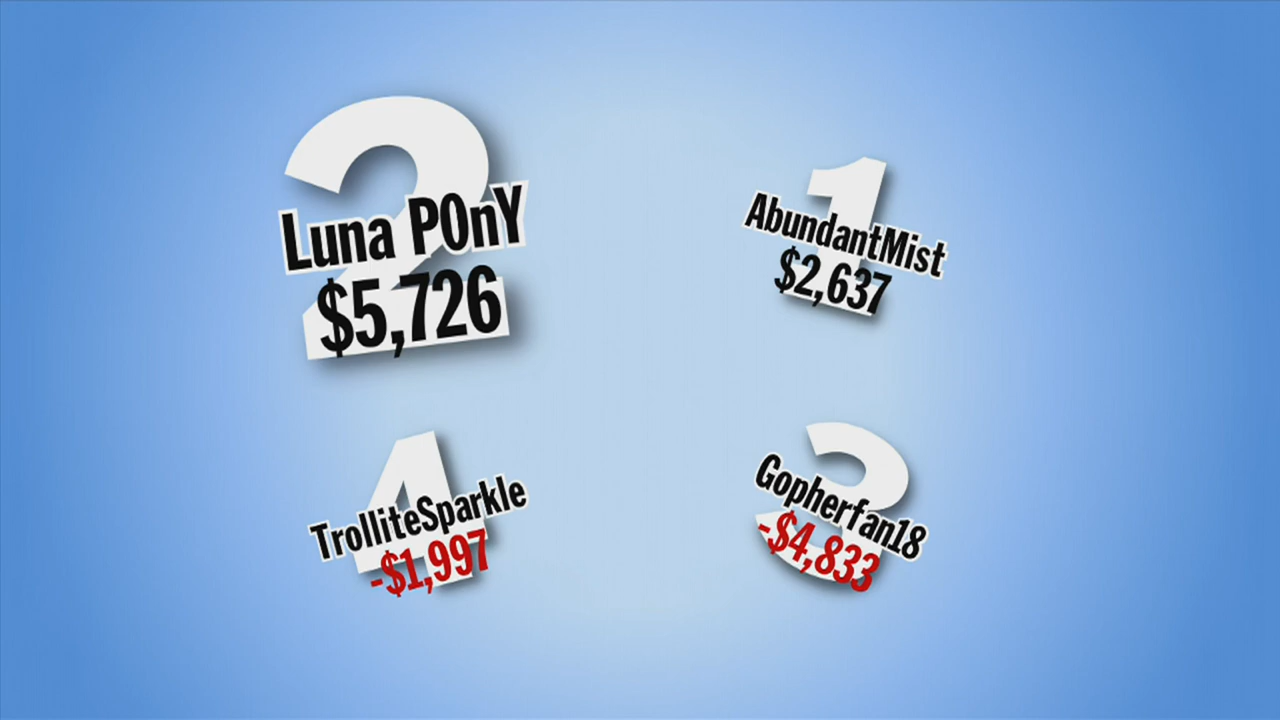 2
Luna P0nY
$5,726
1
AbundantMist
$2,637
4
TrolliteSparkle
-$1,997
3
Gopherfan18
-$4,833